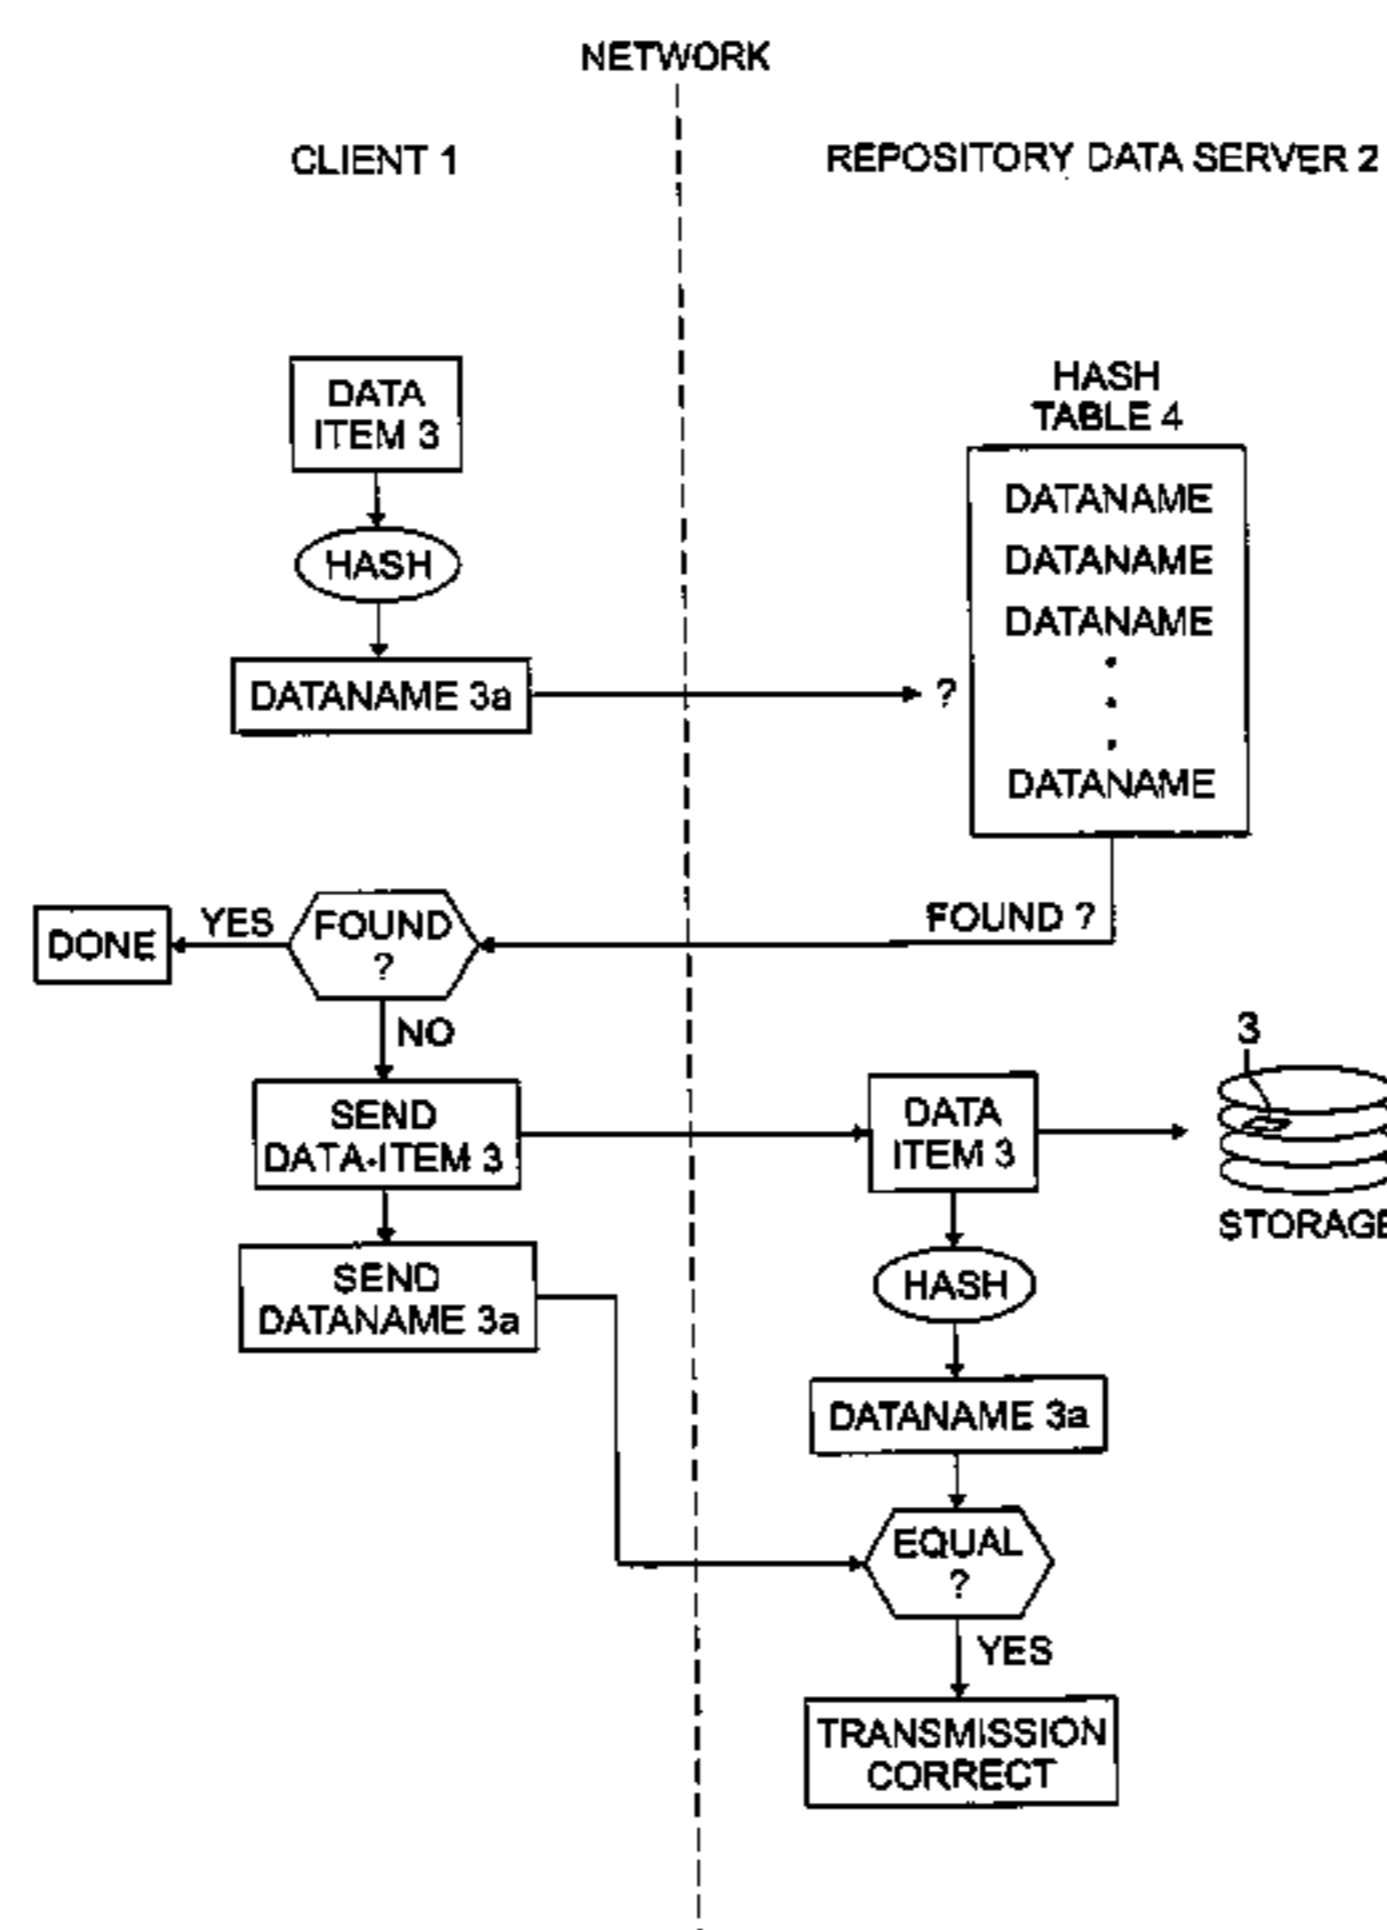 NETWORK
CLIENT 1
REPOSITORY DATA SERVER 2
DATA
ITEM 3
HASH
DATANAME 3a
?
HASH
TABLE 4
DATANAME
DATANAME
DATANAME
DATANAME
FOUND ?
FOUND
?
YES
DONE
NO
SEND
DATA-ITEM 3
SEND
DATANAME 3a
DATA
ITEM 3
3
STORAGE
HASH
DATANAME 3a
EQUAL
?
YES
TRANSMISSION
CORRECT